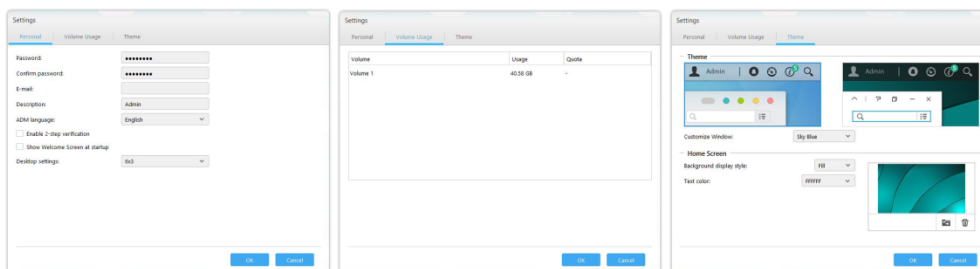 Settings
Personal Volume Usage Theme
Password: ••••••••
Confirm password: ••••••••
E-mail:
Description: Admin
ADM language: English
Enable 2-step verification
Show Welcome Screen at startup
Desktop settings: 8x3
OK Cancel
Settings
Personal Volume Usage Theme
Volume Usage Quota
Volume 1 40.58 GB -
OK Cancel
Settings
Personal Volume Usage Theme
Theme
Admin 5
Admin 5
Customize Window: Sky Blue
Home Screen
Background display style: Fill
Text color: FFFFFF
OK Cancel